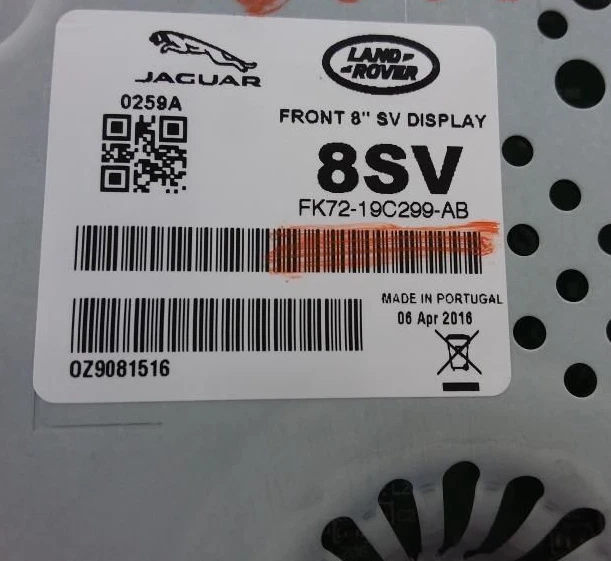 JAGUAR
LAND
ROVER
0259A
FRONT 8" SV DISPLAY
8SV
FK72-19C299-AB
MADE IN PORTUGAL
06 Apr 2016
OZ9081516